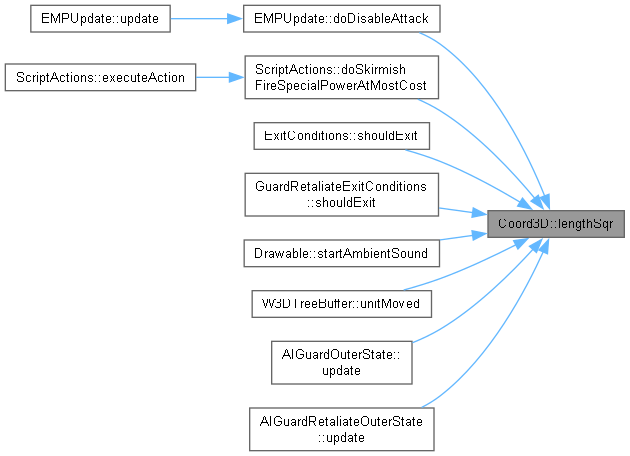 EMPUpdate::update
EMPUpdate::doDisableAttack
ScriptActions::executeAction
ScriptActions::doSkirmish
FireSpecialPowerAtMostCost
ExitConditions::shouldExit
GuardRetaliateExitConditions
::shouldExit
Coord3D::lengthSqr
Drawable::startAmbientSound
W3DTreeBuffer::unitMoved
AIGuardOuterState::
update
AIGuardRetaliateOuterState
::update